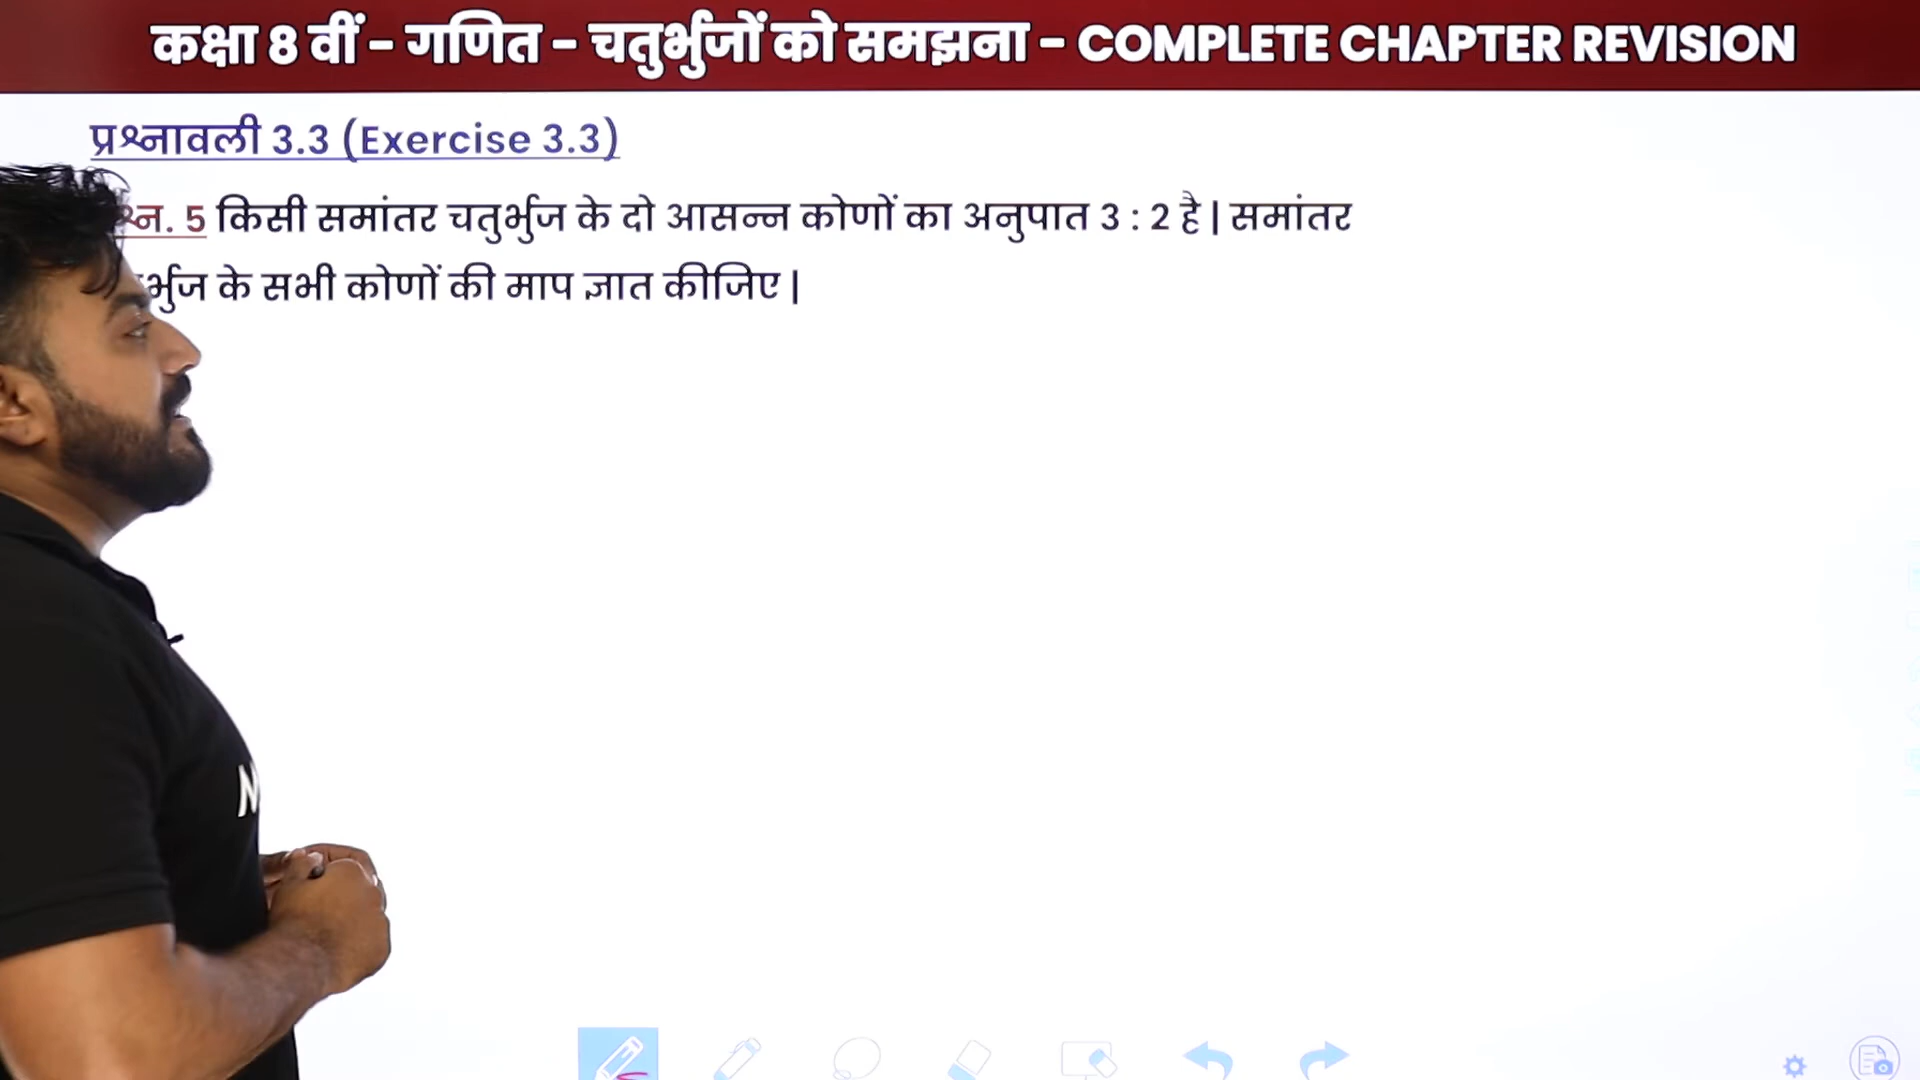 कक्षा 8 वीं - गणित - चतुर्भुजों को समझना - COMPLETE CHAPTER REVISION
प्रश्नावली 3.3 (Exercise 3.3)
5 किसी समांतर चतुर्भुज के दो आसन्न कोणों का अनुपात 3 : 2 है | समांतर
के सभी कोणों की माप ज्ञात कीजिए |